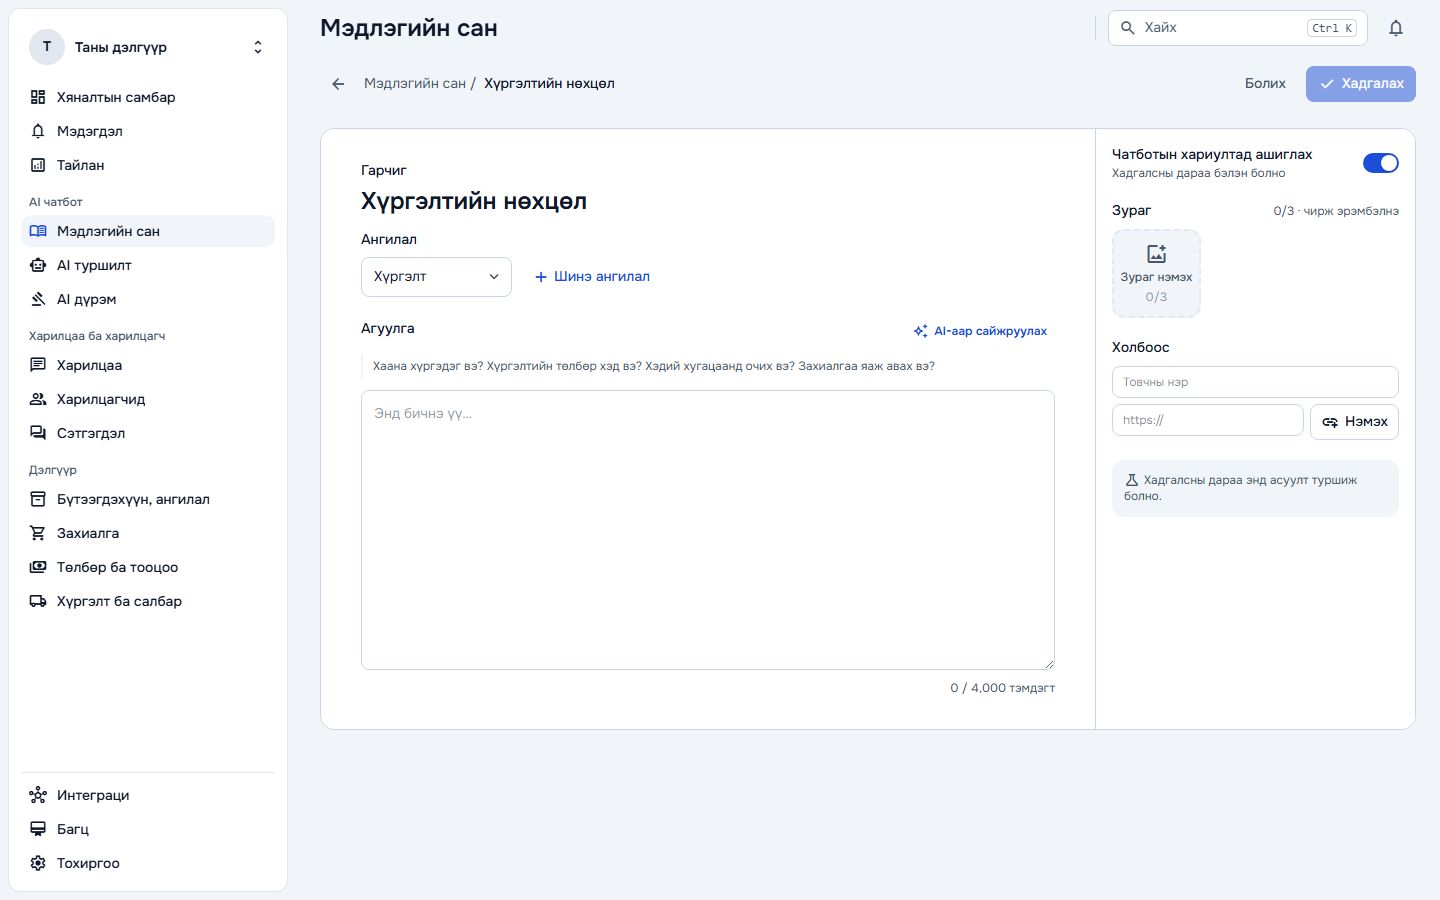 Т
Таны дэлгүүр
Хяналтын самбар
Мэдэгдэл
Тайлан
AI чатбот
Мэдлэгийн сан
AI туршилт
AI дүрэм
Харилцаа ба харилцагч
Харилцаа
Харилцагчид
Сэтгэгдэл
Дэлгүүр
Бүтээгдэхүүн, ангилал
Захиалга
Төлбөр ба тооцоо
Хүргэлт ба салбар
Интеграци
Багц
Тохиргоо
Мэдлэгийн сан
Хайх
Ctrl K
Мэдлэгийн сан / Хүргэлтийн нөхцөл
Болих
Хадгалах
Гарчиг
Хүргэлтийн нөхцөл
Ангилал
Хүргэлт
Шинэ ангилал
Агуулга
AI-аар сайжруулах
Хаана хүргэдэг вэ? Хүргэлтийн төлбөр хэд вэ? Хэдий хугацаанд очих вэ? Захиалгаа яаж авах вэ?
Энд бичнэ үү...
0 / 4,000 тэмдэгт
Чатботын хариултад ашиглах
Хадгалсны дараа бэлэн болно
Зураг
0/3 · чирж эрэмбэлнэ
Зураг нэмэх
0/3
Холбоос
Товчны нэр
https://
Нэмэх
Хадгалсны дараа энд асуулт туршиж
болно.